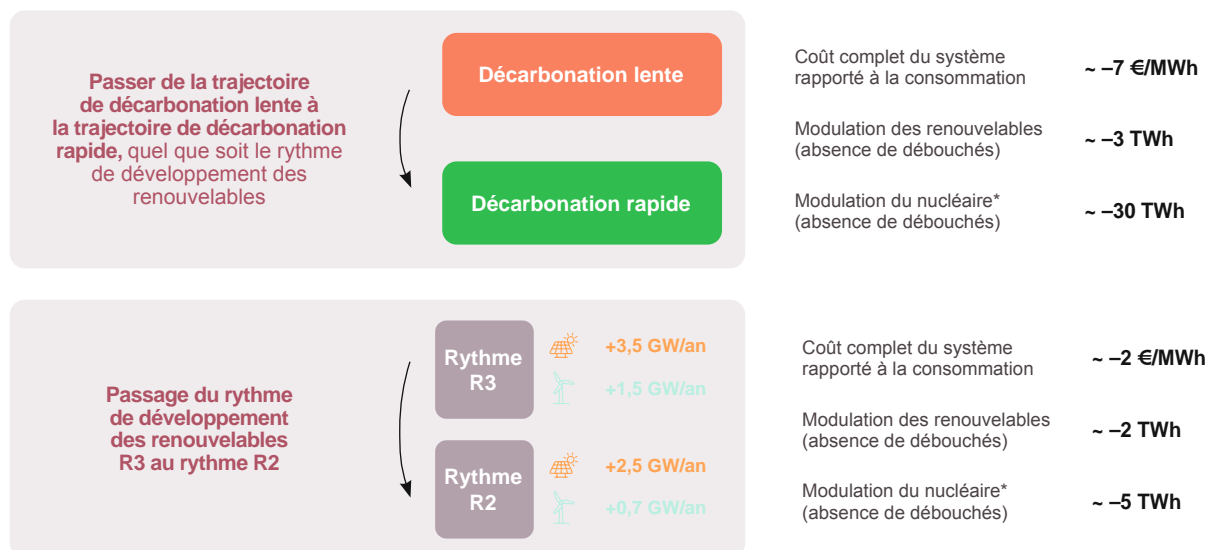 Passer de la trajectoire
de décarbonation lente à
la trajectoire de décarbonation
rapide, quel que soit le rythme
de développement des
renouvelables
Décarbonation lente
Décarbonation rapide
Coût complet du système
rapporté à la consommation
~ –7 €/MWh
Modulation des renouvelables
(absence de débouchés)
~ –3 TWh
Modulation du nucléaire*
(absence de débouchés)
~ –30 TWh
Passage du rythme
de développement
des renouvelables
R3 au rythme R2
Rythme
R3
+3,5 GW/an
+1,5 GW/an
Rythme
R2
+2,5 GW/an
+0,7 GW/an
Coût complet du système
rapporté à la consommation
~ –2 €/MWh
Modulation des renouvelables
(absence de débouchés)
~ –2 TWh
Modulation du nucléaire*
(absence de débouchés)
~ –5 TWh